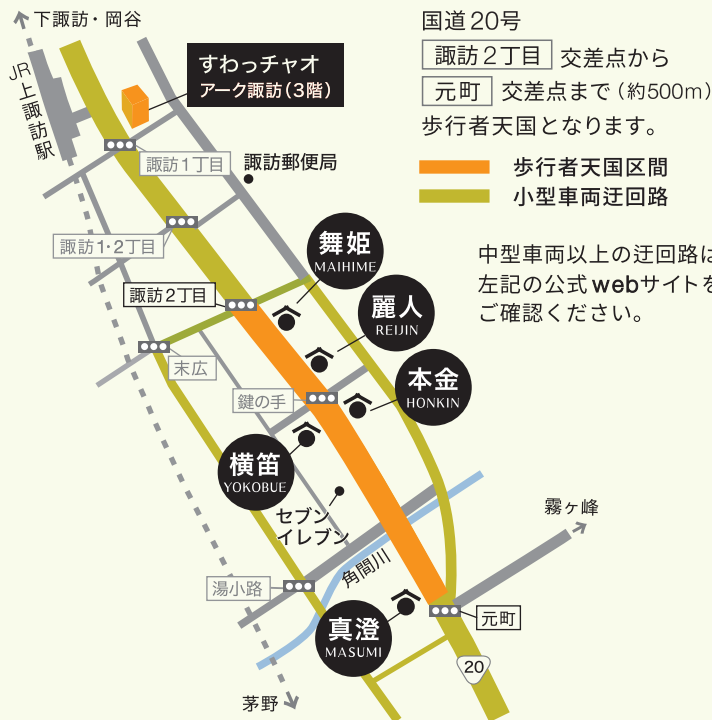 下諏訪・岡谷
JR上諏訪駅
すわっチャオ
アーク諏訪（3階）
国道20号
諏訪2丁目 交差点から
元町 交差点まで（約500m）
歩行者天国となります。
歩行者天国区間
小型車両迂回路
中型車両以上の迂回路は
左記の公式webサイトを
ご確認ください。
諏訪1丁目
諏訪郵便局
諏訪1・2丁目
舞姫
MAIHIME
諏訪2丁目
麗人
REIJIN
末広
本金
HONKIN
鍵の手
横笛
YOKOBUE
セブン
イレブン
霧ヶ峰
角間川
湯小路
真澄
MASUMI
元町
20
茅野